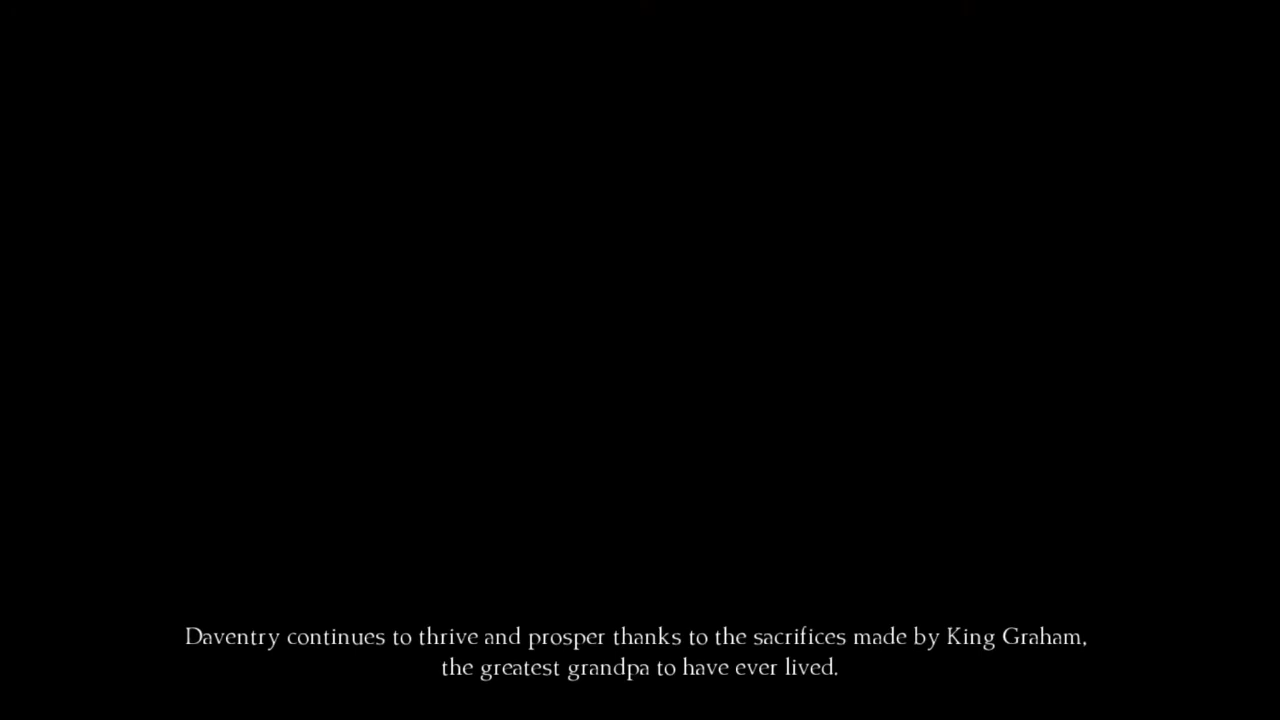 Daventry continues to thrive and prosper thanks to the sacrifices made by King Graham,
the greatest grandpa to have ever lived.